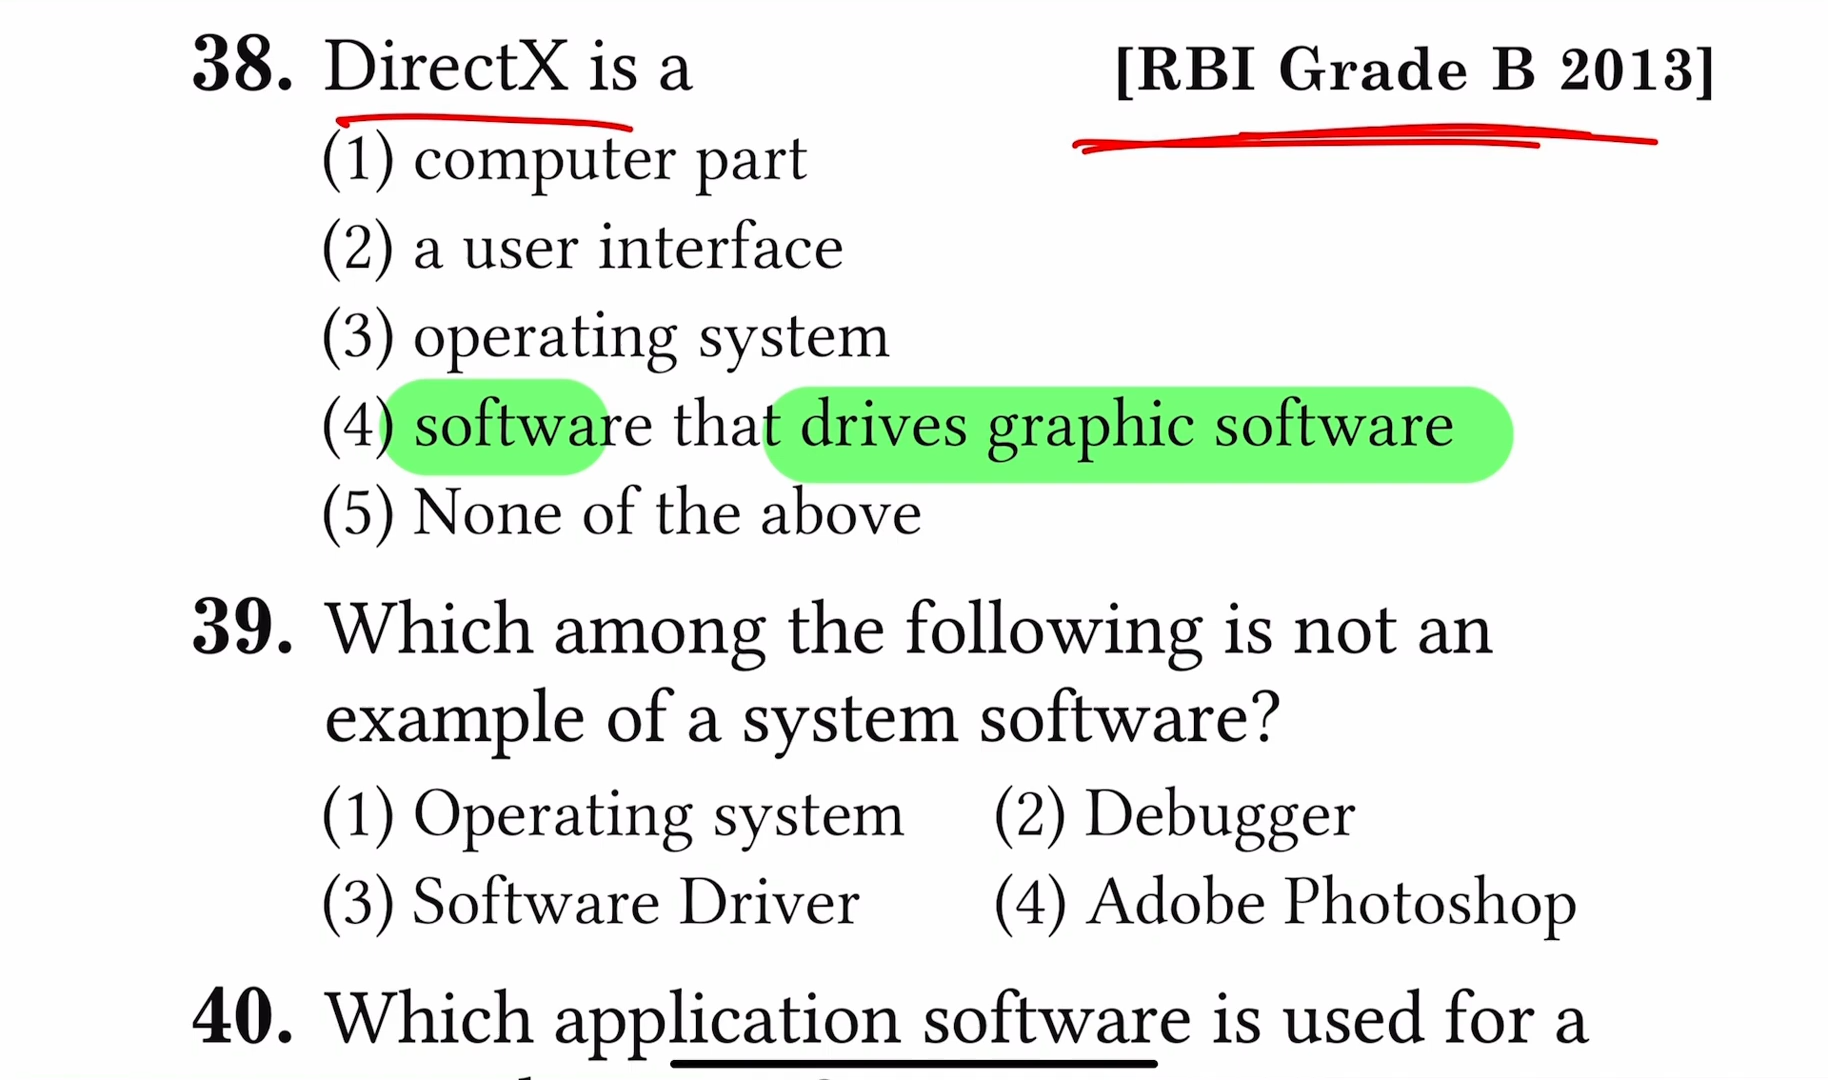 38. DirectX is a [RBI Grade B 2013]
(1) computer part
(2) a user interface
(3) operating system
(4) software that drives graphic software
(5) None of the above
39. Which among the following is not an
example of a system software?
(1) Operating system (2) Debugger
(3) Software Driver (4) Adobe Photoshop
40. Which application software is used for a